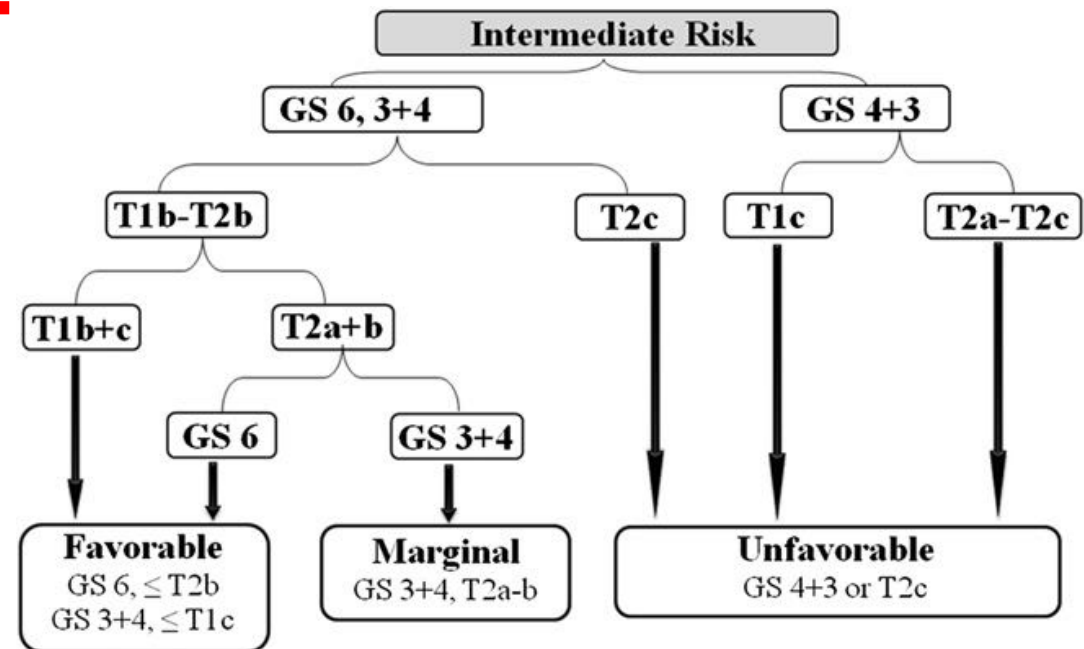 Intermediate Risk
GS 6, 3+4
GS 4+3
T1b-T2b
T2c
T1c
T2a-T2c
T1b+c
T2a+b
GS 6
GS 3+4
Favorable
GS 6, ≤ T2b
GS 3+4, ≤ T1c
Marginal
GS 3+4, T2a-b
Unfavorable
GS 4+3 or T2c